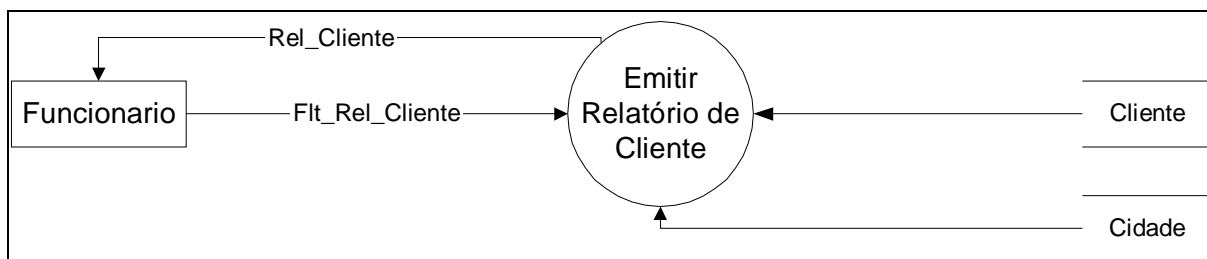 Rel_Cliente
Funcionario
Flt_Rel_Cliente
Emitir
Relatório de
Cliente
Cliente
Cidade